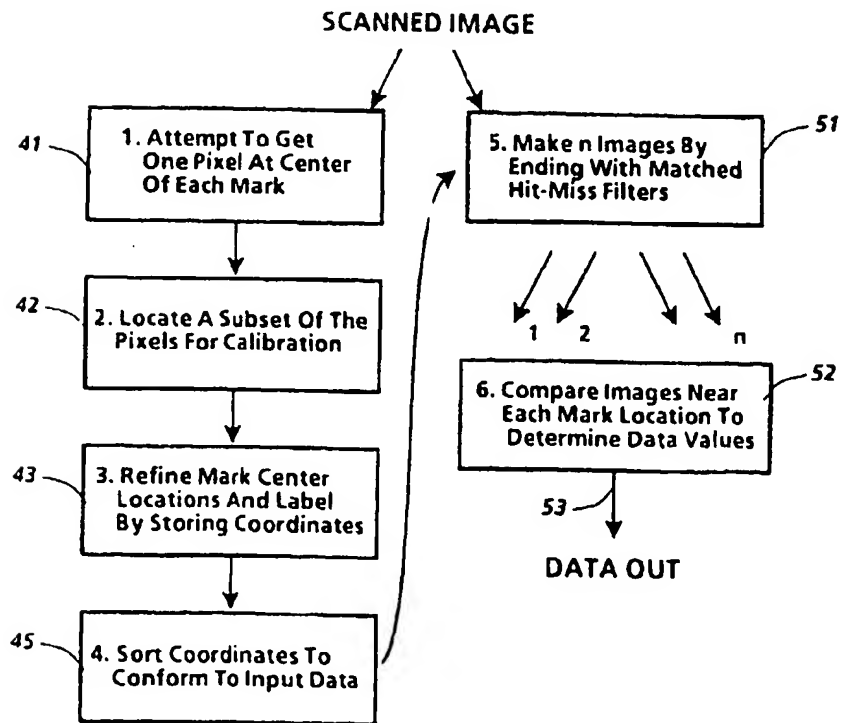 SCANNED IMAGE
41
1. Attempt To Get
One Pixel At Center
Of Each Mark
42
2. Locate A Subset Of The
Pixels For Calibration
43
3. Refine Mark Center
Locations And Label
By Storing Coordinates
45
4. Sort Coordinates To
Conform To Input Data
51
5. Make n Images By
Ending With Matched
Hit-Miss Filters
1 2 n
52
6. Compare Images Near
Each Mark Location To
Determine Data Values
53
DATA OUT